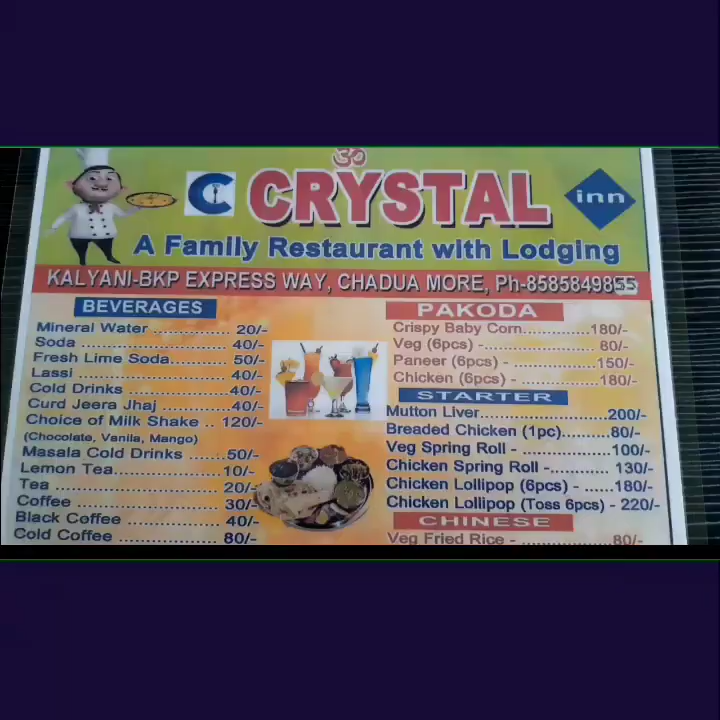 ॐ
C CRYSTAL inn
A Family Restaurant with Lodging
KALYANI-BKP EXPRESS WAY, CHADUA MORE, Ph-8585849855
BEVERAGES
Mineral Water .............. 20/-
Soda ............................. 40/-
Fresh Lime Soda........ 50/-
Lassi ............................ 40/-
Cold Drinks ................. 40/-
Curd Jeera Jhaj ...........40/-
Choice of Milk Shake .. 120/-
(Chocolate, Vanila, Mango)
Masala Cold Drinks ......50/-
Lemon Tea...................10/-
Tea ............................. 20/-
Coffee ......................... 30/-
Black Coffee ............... 40/-
Cold Coffee ................ 80/-
PAKODA
Crispy Baby Corn............180/-
Veg (6pcs) -...................... 80/-
Paneer (6pcs) - ................150/-
Chicken (6pcs) - .............. 180/-
STARTER
Mutton Liver......................200/-
Breaded Chicken (1pc)........80/-
Veg Spring Roll - ................ 100/-
Chicken Spring Roll -.......... 130/-
Chicken Lollipop (6pcs) - ......180/-
Chicken Lollipop (Toss 6pcs) - 220/-
CHINESE
Veg Fried Rice - .................80/-